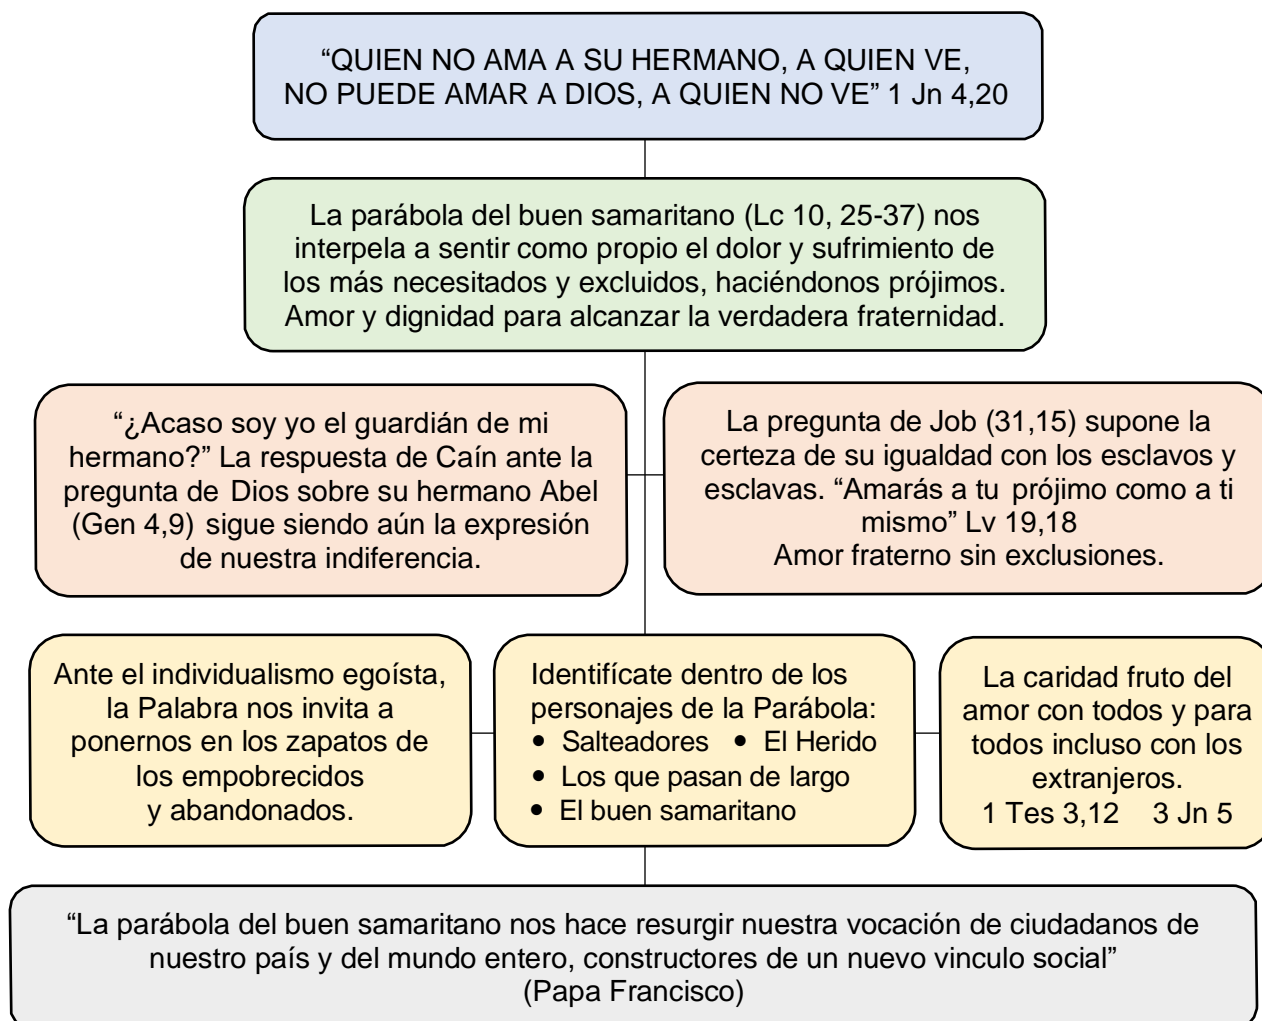 “QUIEN NO AMA A SU HERMANO, A QUIEN VE,
NO PUEDE AMAR A DIOS, A QUIEN NO VE” 1 Jn 4,20
La parábola del buen samaritano (Lc 10, 25-37) nos
interpela a sentir como propio el dolor y sufrimiento de
los más necesitados y excluidos, haciéndonos prójimos.
Amor y dignidad para alcanzar la verdadera fraternidad.
“¿Acaso soy yo el guardián de mi
hermano?” La respuesta de Caín ante la
pregunta de Dios sobre su hermano Abel
(Gen 4,9) sigue siendo aún la expresión
de nuestra indiferencia.
La pregunta de Job (31,15) supone la
certeza de su igualdad con los esclavos y
esclavas. “Amarás a tu prójimo como a ti
mismo” Lv 19,18
Amor fraterno sin exclusiones.
Ante el individualismo egoísta,
la Palabra nos invita a
ponernos en los zapatos de
los empobrecidos
y abandonados.
Identifícate dentro de los
personajes de la Parábola:
• Salteadores • El Herido
• Los que pasan de largo
• El buen samaritano
La caridad fruto del
amor con todos y para
todos incluso con los
extranjeros.
1 Tes 3,12 3 Jn 5
“La parábola del buen samaritano nos hace resurgir nuestra vocación de ciudadanos de
nuestro país y del mundo entero, constructores de un nuevo vinculo social”
(Papa Francisco)